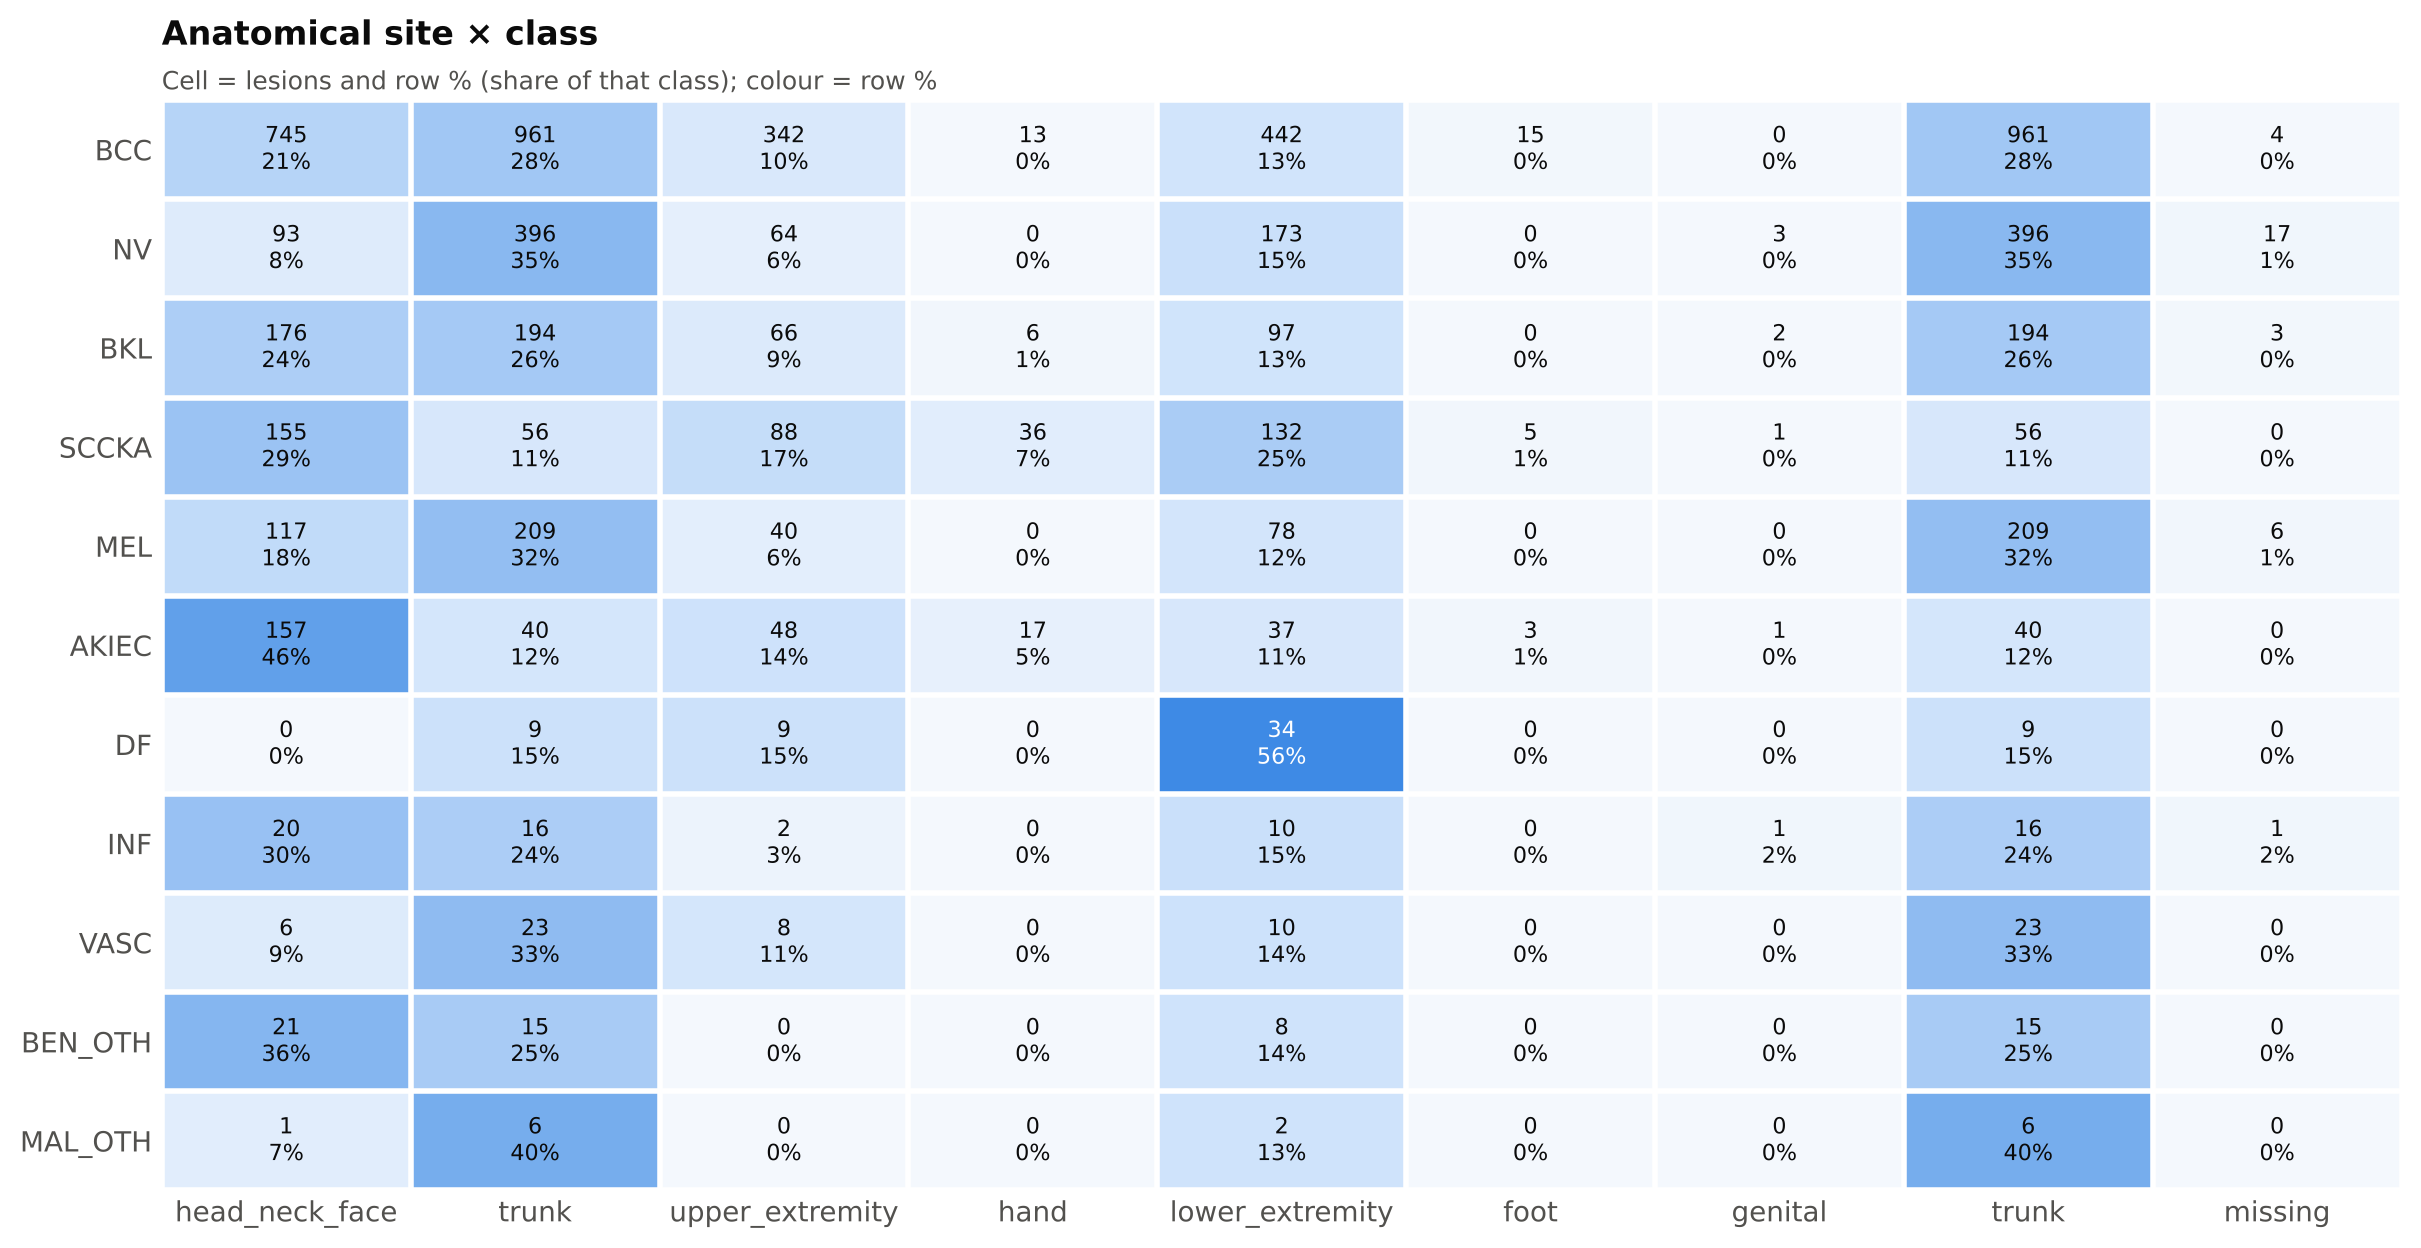 Anatomical site × class
Cell = lesions and row % (share of that class); colour = row %
BCC 745 961 342 13 442 15 0 961 4
21% 28% 10% 0% 13% 0% 0% 28% 0%
NV 93 396 64 0 173 0 3 396 17
8% 35% 6% 0% 15% 0% 0% 35% 1%
BKL 176 194 66 6 97 0 2 194 3
24% 26% 9% 1% 13% 0% 0% 26% 0%
SCCKA 155 56 88 36 132 5 1 56 0
29% 11% 17% 7% 25% 1% 0% 11% 0%
MEL 117 209 40 0 78 0 0 209 6
18% 32% 6% 0% 12% 0% 0% 32% 1%
AKIEC 157 40 48 17 37 3 1 40 0
46% 12% 14% 5% 11% 1% 0% 12% 0%
DF 0 9 9 0 34 0 0 9 0
0% 15% 15% 0% 56% 0% 0% 15% 0%
INF 20 16 2 0 10 0 1 16 1
30% 24% 3% 0% 15% 0% 2% 24% 2%
VASC 6 23 8 0 10 0 0 23 0
9% 33% 11% 0% 14% 0% 0% 33% 0%
BEN_OTH 21 15 0 0 8 0 0 15 0
36% 25% 0% 0% 14% 0% 0% 25% 0%
MAL_OTH 1 6 0 0 2 0 0 6 0
7% 40% 0% 0% 13% 0% 0% 40% 0%
head_neck_face trunk upper_extremity hand lower_extremity foot genital trunk missing